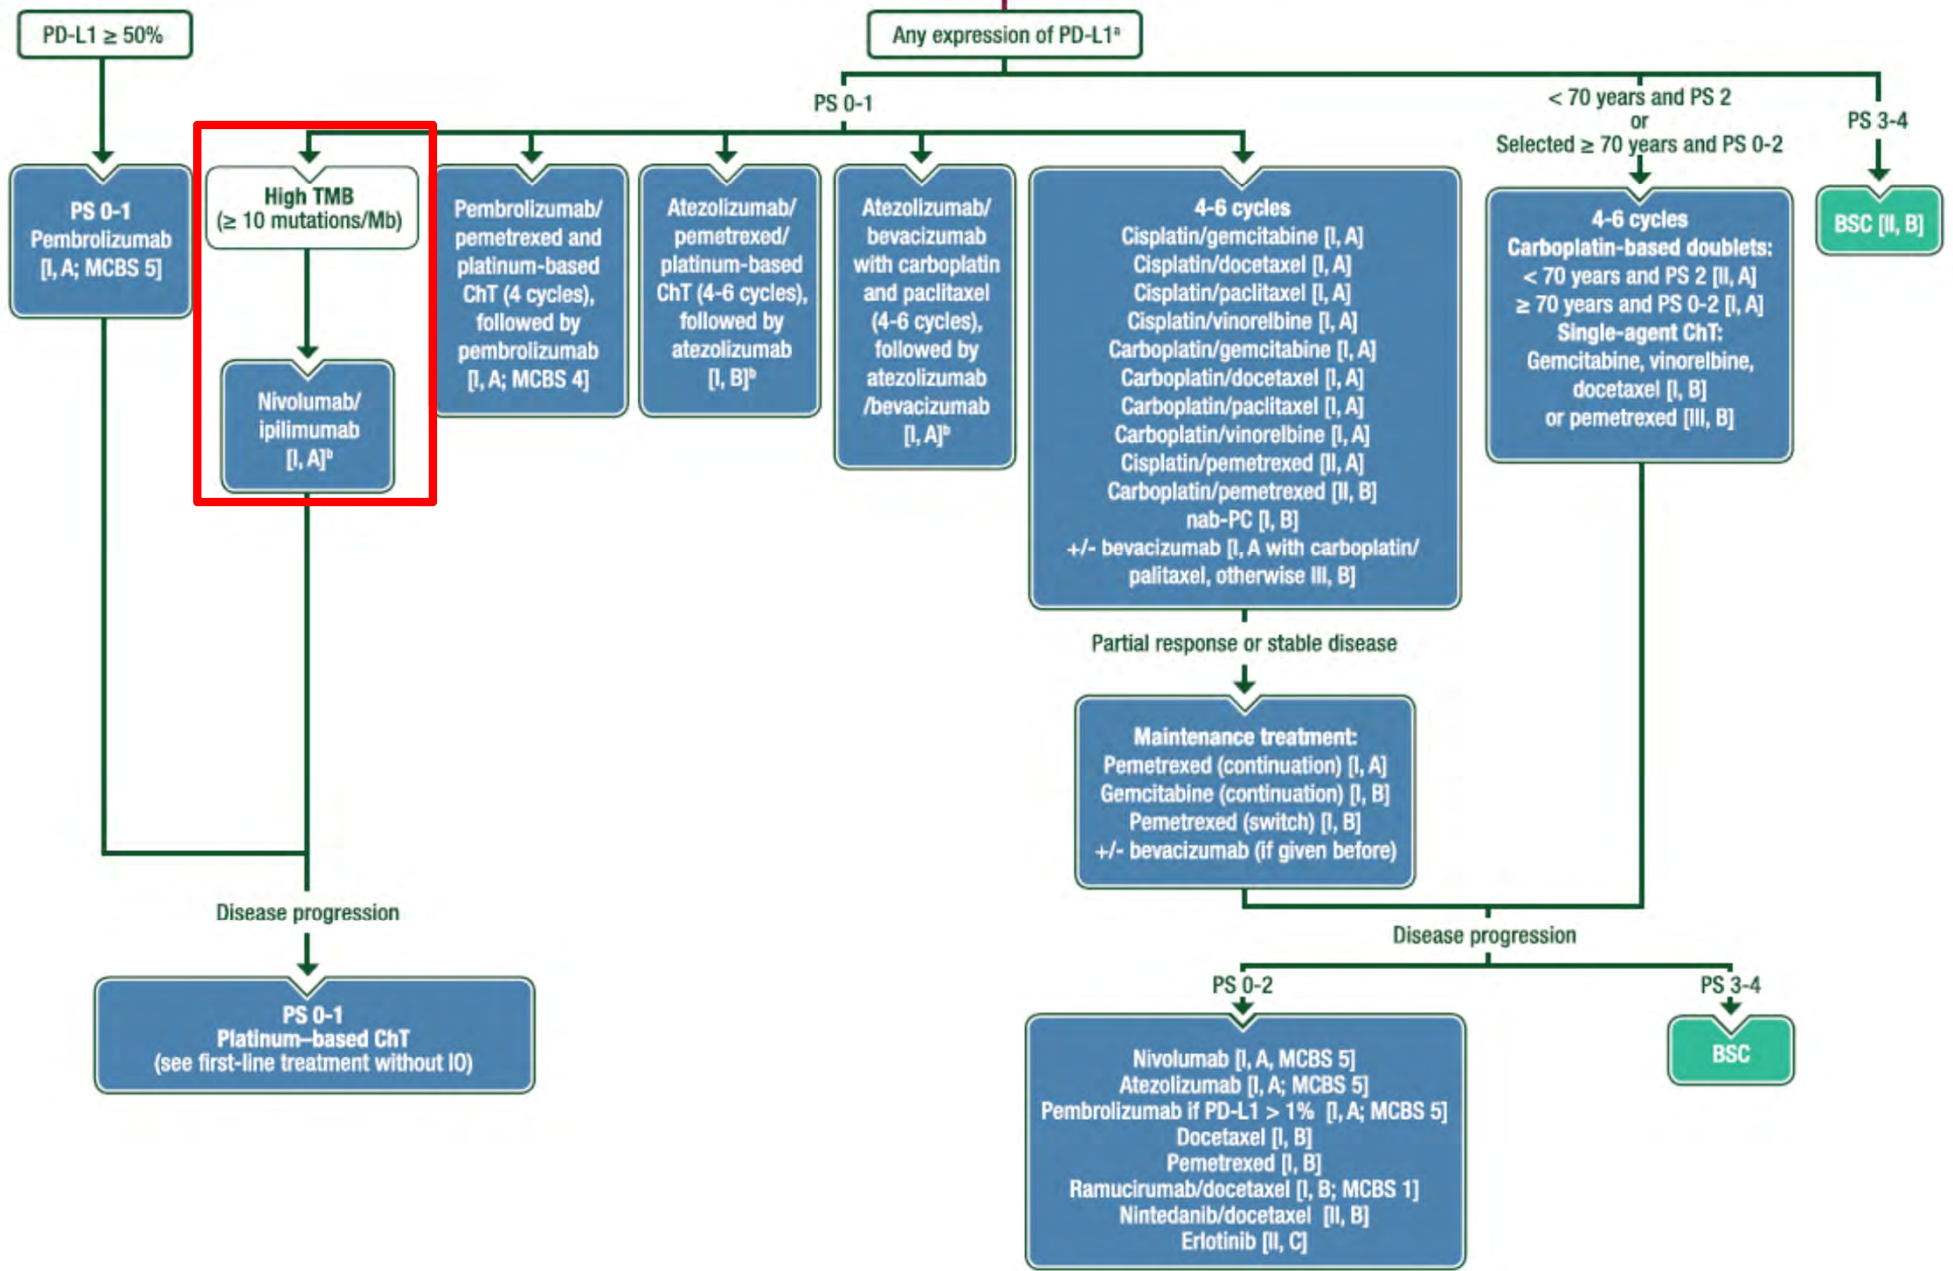 PD-L1 ≥ 50%
Any expression of PD-L1ᵃ
PS 0-1
< 70 years and PS 2
or
Selected ≥ 70 years and PS 0-2
PS 3-4
PS 0-1
Pembrolizumab
[I, A; MCBS 5]
High TMB
(≥ 10 mutations/Mb)
Nivolumab/
ipilimumab
[I, A]ᵇ
Pembrolizumab/
pemetrexed and
platinum-based
ChT (4 cycles),
followed by
pembrolizumab
[I, A; MCBS 4]
Atezolizumab/
pemetrexed/
platinum-based
ChT (4-6 cycles),
followed by
atezolizumab
[I, B]ᵇ
Atezolizumab/
bevacizumab
with carboplatin
and paclitaxel
(4-6 cycles),
followed by
atezolizumab
/bevacizumab
[I, A]ᵇ
4-6 cycles
Cisplatin/gemcitabine [I, A]
Cisplatin/docetaxel [I, A]
Cisplatin/paclitaxel [I, A]
Cisplatin/vinorelbine [I, A]
Carboplatin/gemcitabine [I, A]
Carboplatin/docetaxel [I, A]
Carboplatin/paclitaxel [I, A]
Carboplatin/vinorelbine [I, A]
Cisplatin/pemetrexed [II, A]
Carboplatin/pemetrexed [II, B]
nab-PC [I, B]
+/- bevacizumab [I, A with carboplatin/
palitaxel, otherwise III, B]
4-6 cycles
Carboplatin-based doublets:
< 70 years and PS 2 [II, A]
≥ 70 years and PS 0-2 [I, A]
Single-agent ChT:
Gemcitabine, vinorelbine,
docetaxel [I, B]
or pemetrexed [III, B]
BSC [II, B]
Partial response or stable disease
Maintenance treatment:
Pemetrexed (continuation) [I, A]
Gemcitabine (continuation) [I, B]
Pemetrexed (switch) [I, B]
+/- bevacizumab (if given before)
Disease progression
PS 0-1
Platinum–based ChT
(see first-line treatment without IO)
Disease progression
PS 0-2
PS 3-4
Nivolumab [I, A, MCBS 5]
Atezolizumab [I, A; MCBS 5]
Pembrolizumab if PD-L1 > 1% [I, A; MCBS 5]
Docetaxel [I, B]
Pemetrexed [I, B]
Ramucirumab/docetaxel [I, B; MCBS 1]
Nintedanib/docetaxel [II, B]
Erlotinib [II, C]
BSC